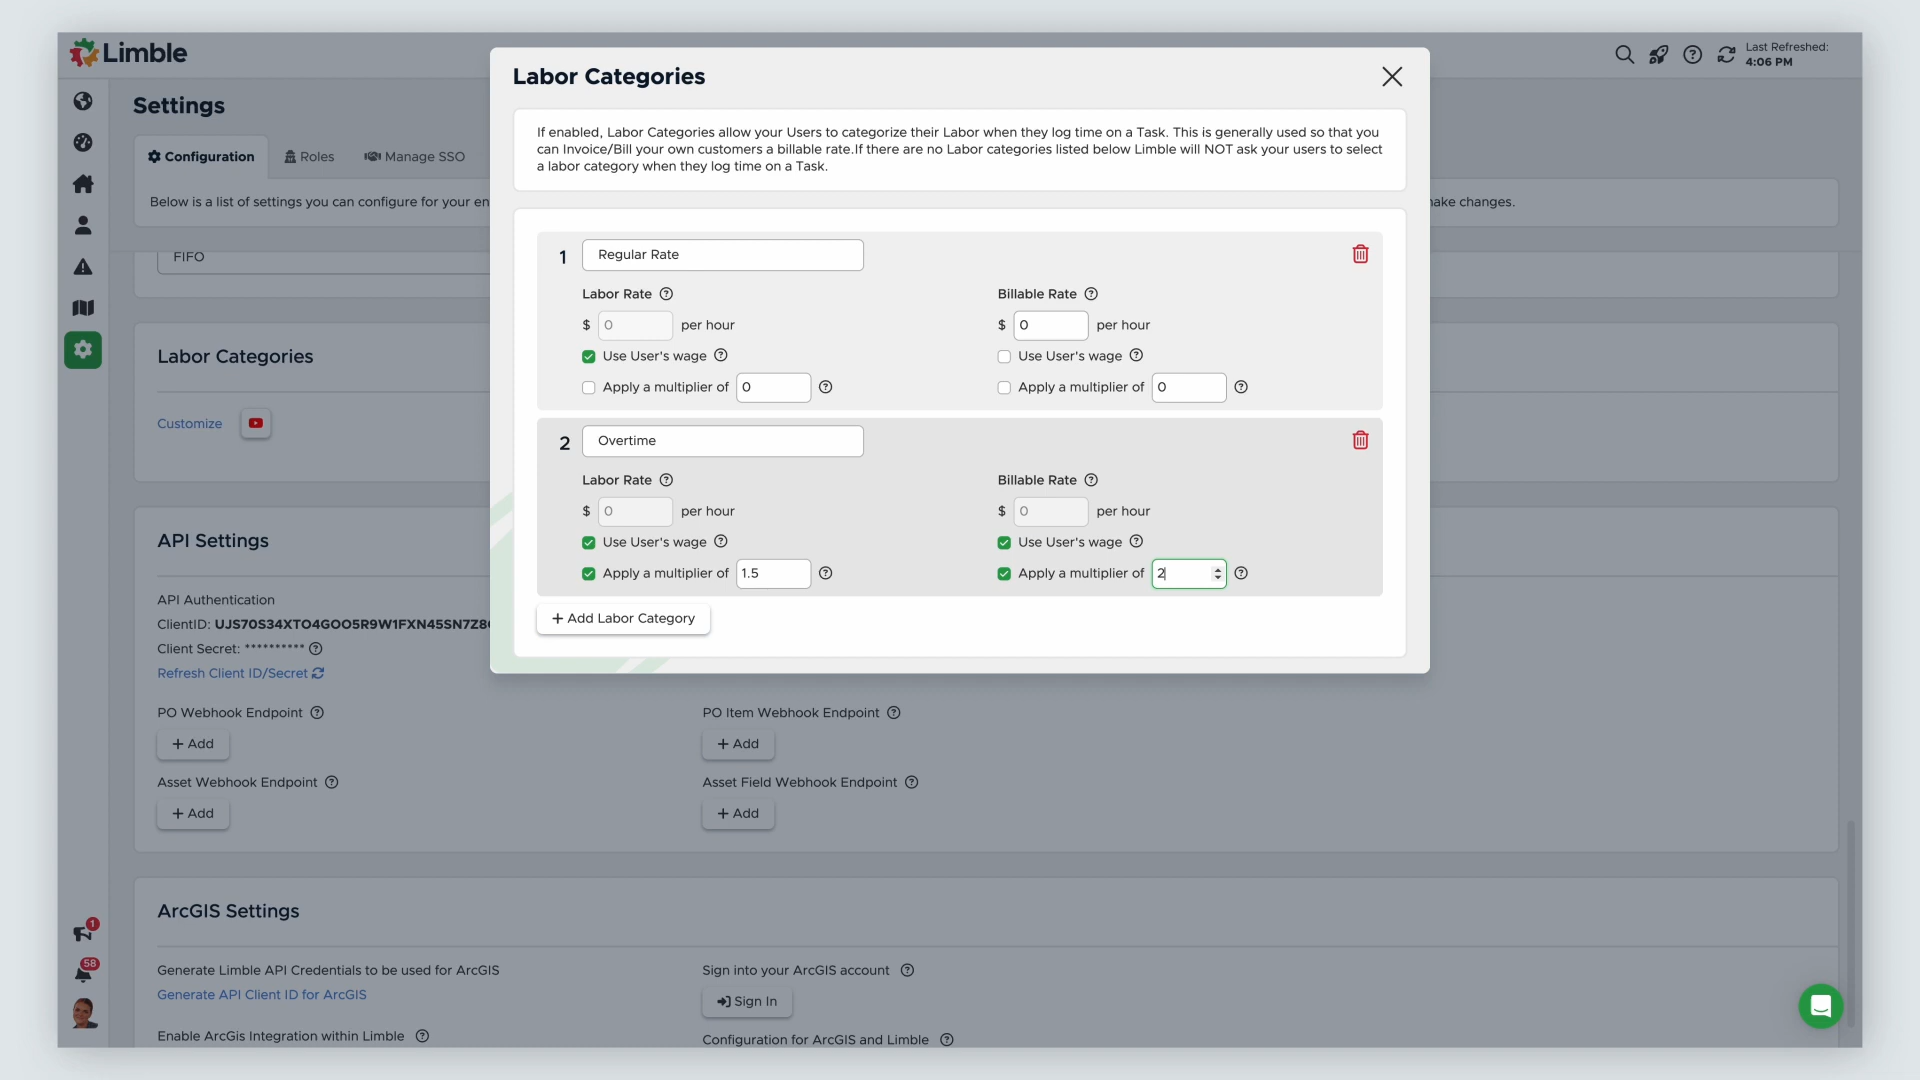 Limble
Last Refreshed:
4:06 PM
Settings
Configuration
Roles
Manage SSO
Below is a list of settings you can configure for your en
make changes.
FIFO
Labor Categories
Customize
API Settings
API Authentication
ClientID: UJS70S34XTO4GOO5R9W1FXN45SN7Z8
Client Secret: **********
Refresh Client ID/Secret
PO Webhook Endpoint
PO Item Webhook Endpoint
+ Add
+ Add
Asset Webhook Endpoint
Asset Field Webhook Endpoint
+ Add
+ Add
ArcGIS Settings
Generate Limble API Credentials to be used for ArcGIS
Sign into your ArcGIS account
Generate API Client ID for ArcGIS
Sign In
Enable ArcGis Integration within Limble
Configuration for ArcGIS and Limble
1
58
Labor Categories
If enabled, Labor Categories allow your Users to categorize their Labor when they log time on a Task. This is generally used so that you
can Invoice/Bill your own customers a billable rate.If there are no Labor categories listed below Limble will NOT ask your users to select
a labor category when they log time on a Task.
1
Regular Rate
Labor Rate
Billable Rate
$ 0 per hour
$ 0 per hour
Use User's wage
Use User's wage
Apply a multiplier of 0
Apply a multiplier of 0
2
Overtime
Labor Rate
Billable Rate
$ 0 per hour
$ 0 per hour
Use User's wage
Use User's wage
Apply a multiplier of 1.5
Apply a multiplier of 2
+ Add Labor Category